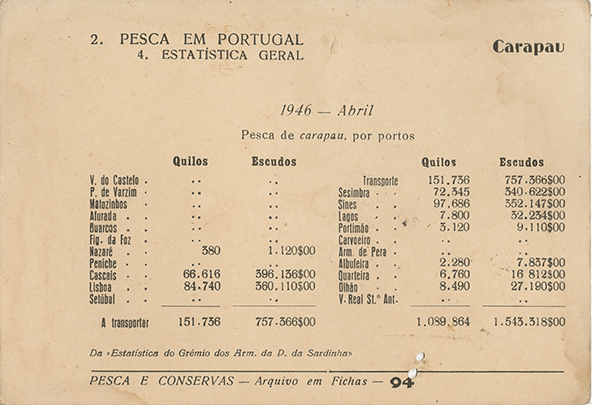 2. PESCA EM PORTUGAL
4. ESTATÍSTICA GERAL
Carapau
1946 — Abril
Pesca de carapau, por portos
Quilos Escudos
V. do Castelo . .. ..
P. de Varzim . .. ..
Matozinhos .. ..
Afurada . . .. ..
Buarcos . . .. ..
Fig. da Foz . .. ..
Nazaré . . 380 1.120$00
Peniche . . .. ..
Cascais . . 66.616 396.136$00
Lisboa . . 84.740 360.110$00
Setúbal . . .. ..
A transportar 151.736 757.366$00
Quilos Escudos
Transporte 151.736 757.366$00
Sesimbra . . 72.345 340.622$00
Sines . . 97,686 352.147$00
Lagos . . 7.800 32.234$00
Portimão . . 3.120 9.110$00
Carvoeiro . . .. ..
Arm. de Pera . .. ..
Albufeira . . 2.280 7.837$00
Quarteira . . 6,760 16 812$00
Olhão . . 8.490 27.190$00
V. Real St.º Ant. .. ..
1.089,864 1.543.318$00
Da «Estatística do Grémio dos Arm. da P. da Sardinha»
PESCA E CONSERVAS — Arquivo em Fichas — 94